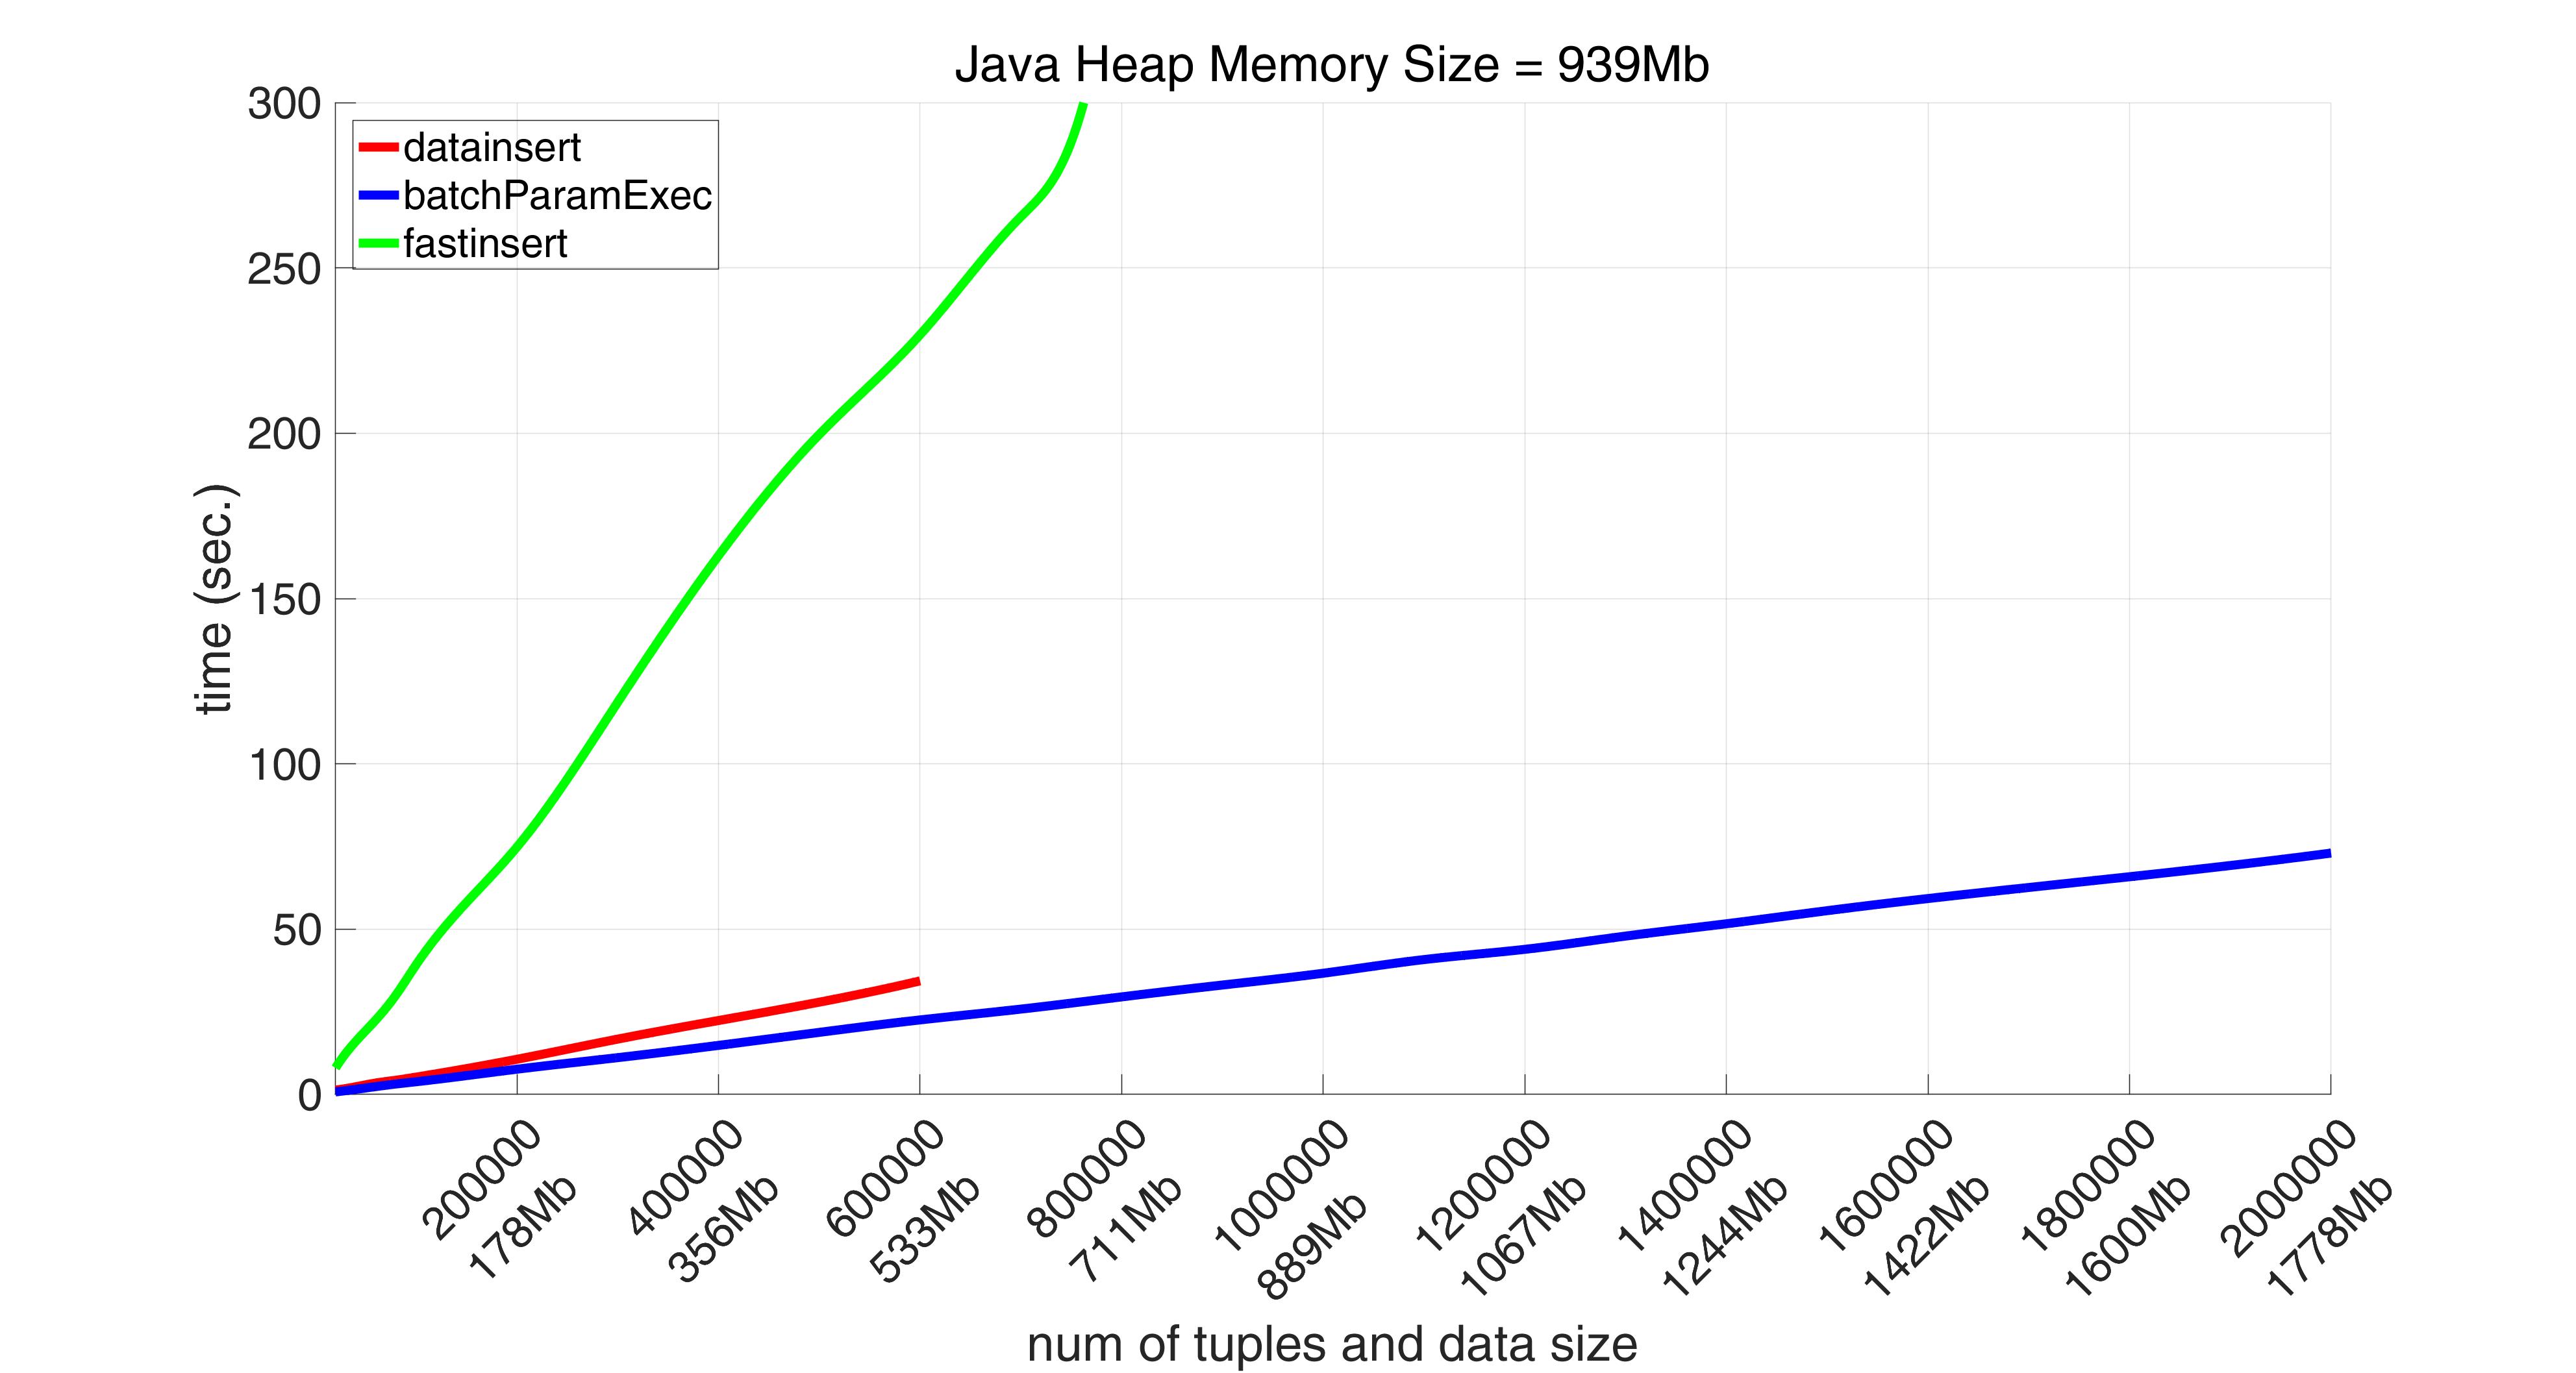 Java Heap Memory Size = 939Mb
300
250
200
150
100
50
0
datainsert
batchParamExec
fastinsert
time (sec.)
200000
178Mb
400000
356Mb
600000
533Mb
800000
711Mb
1000000
889Mb
1200000
1067Mb
1400000
1244Mb
1600000
1422Mb
1800000
1600Mb
2000000
1778Mb
num of tuples and data size